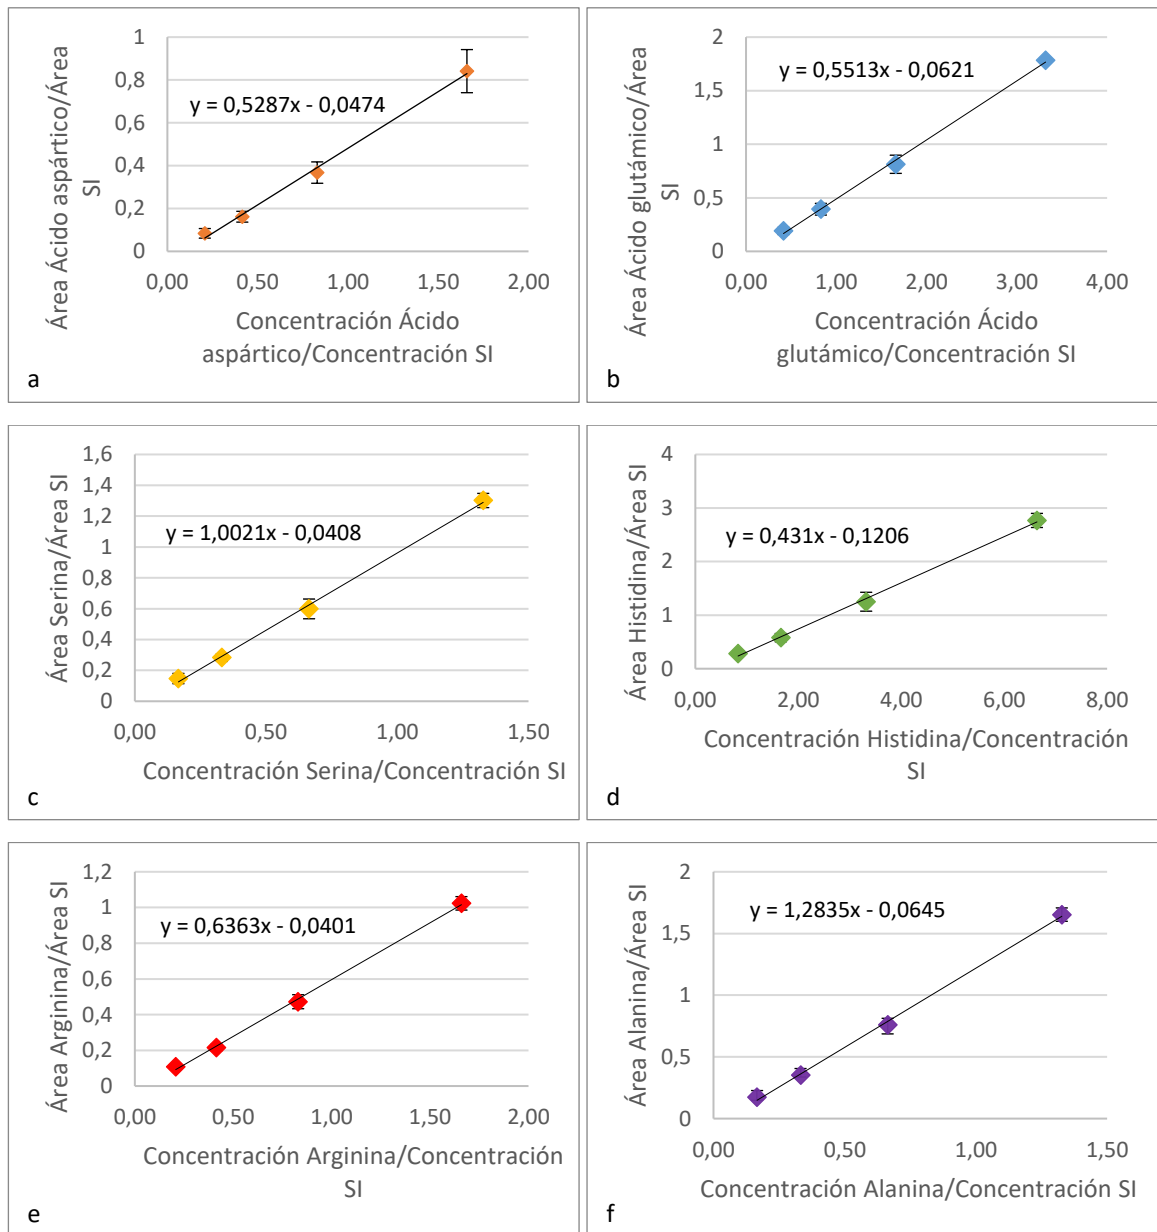 Área Ácido aspártico/Área
SI
1
0,8
0,6
0,4
0,2
0
y = 0,5287x - 0,0474
0,00 0,50 1,00 1,50 2,00
Concentración Ácido
aspártico/Concentración SI
a
Área Ácido glutámico/Área
SI
2
1,5
1
0,5
0
y = 0,5513x - 0,0621
0,00 1,00 2,00 3,00 4,00
Concentración Ácido
glutámico/Concentración SI
b
Área Serina/Área SI
1,6
1,4
1,2
1
0,8
0,6
0,4
0,2
0
y = 1,0021x - 0,0408
0,00 0,50 1,00 1,50
Concentración Serina/Concentración SI
c
Área Histidina/Área SI
4
3
2
1
0
y = 0,431x - 0,1206
0,00 2,00 4,00 6,00 8,00
Concentración Histidina/Concentración
SI
d
Área Arginina/Área SI
1,2
1
0,8
0,6
0,4
0,2
0
y = 0,6363x - 0,0401
0,00 0,50 1,00 1,50 2,00
Concentración Arginina/Concentración
SI
e
Área Alanina/Área SI
2
1,5
1
0,5
0
y = 1,2835x - 0,0645
0,00 0,50 1,00 1,50
Concentración Alanina/Concentración SI
f